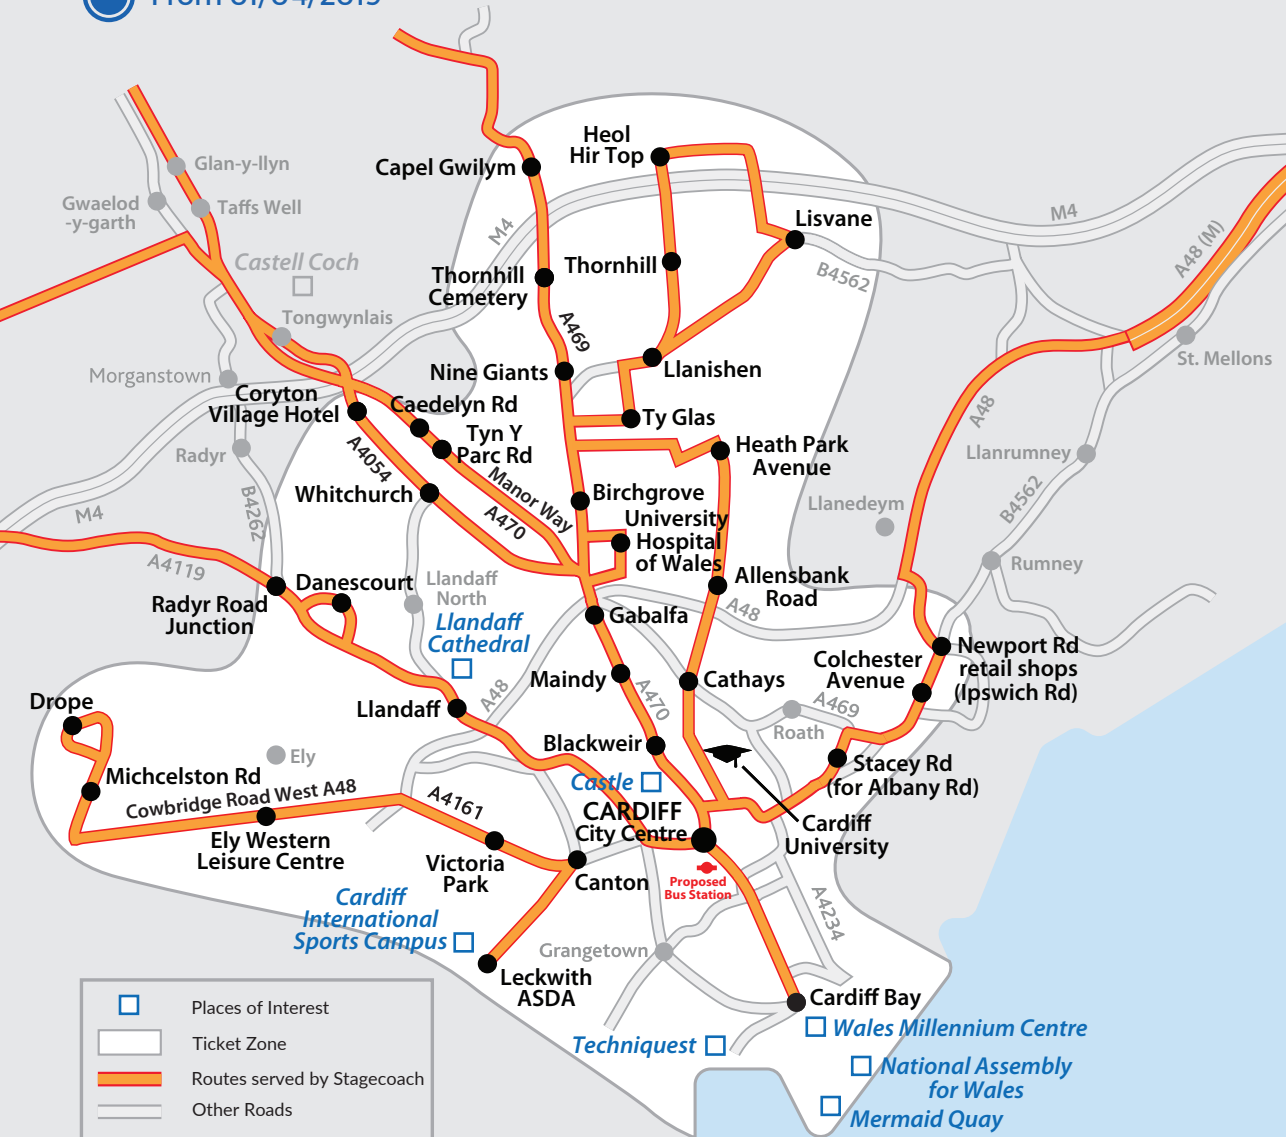 From 01/04/2019
Heol
Hir Top
Capel Gwilym
Glan-y-llyn
Gwaelod
-y-garth
Taffs Well
M4
Lisvane
M4
A48 (M)
Castell Coch
Thornhill
Thornhill
Cemetery
B4562
Tongwynlais
A469
St. Mellons
Morganstown
Nine Giants
Llanishen
Coryton
Village Hotel
Caedelyn Rd
Ty Glas
A48
Tyn Y
Parc Rd
Heath Park
Avenue
Radyr
A4054
Llanrumney
Whitchurch
Manor Way
Birchgrove
Llanedeym
B4562
M4
B4262
A470
University
Hospital
of Wales
A4119
Danescourt
Llandaff
North
Allensbank
Road
Rumney
Radyr Road
Junction
Gabalfa
A48
Llandaff
Cathedral
Newport Rd
retail shops
(Ipswich Rd)
Colchester
Avenue
Maindy
Cathays
Drope
Llandaff
A48
A470
A469
Roath
Ely
Blackweir
Stacey Rd
(for Albany Rd)
Michcelston Rd
Castle
Cowbridge Road West A48
A4161
CARDIFF
City Centre
Cardiff
University
Ely Western
Leisure Centre
Victoria
Park
Canton
Proposed
Bus Station
Cardiff
International
Sports Campus
A4234
Grangetown
Leckwith
ASDA
Cardiff Bay
Places of Interest
Wales Millennium Centre
Ticket Zone
Techniquest
National Assembly
for Wales
Routes served by Stagecoach
Other Roads
Mermaid Quay